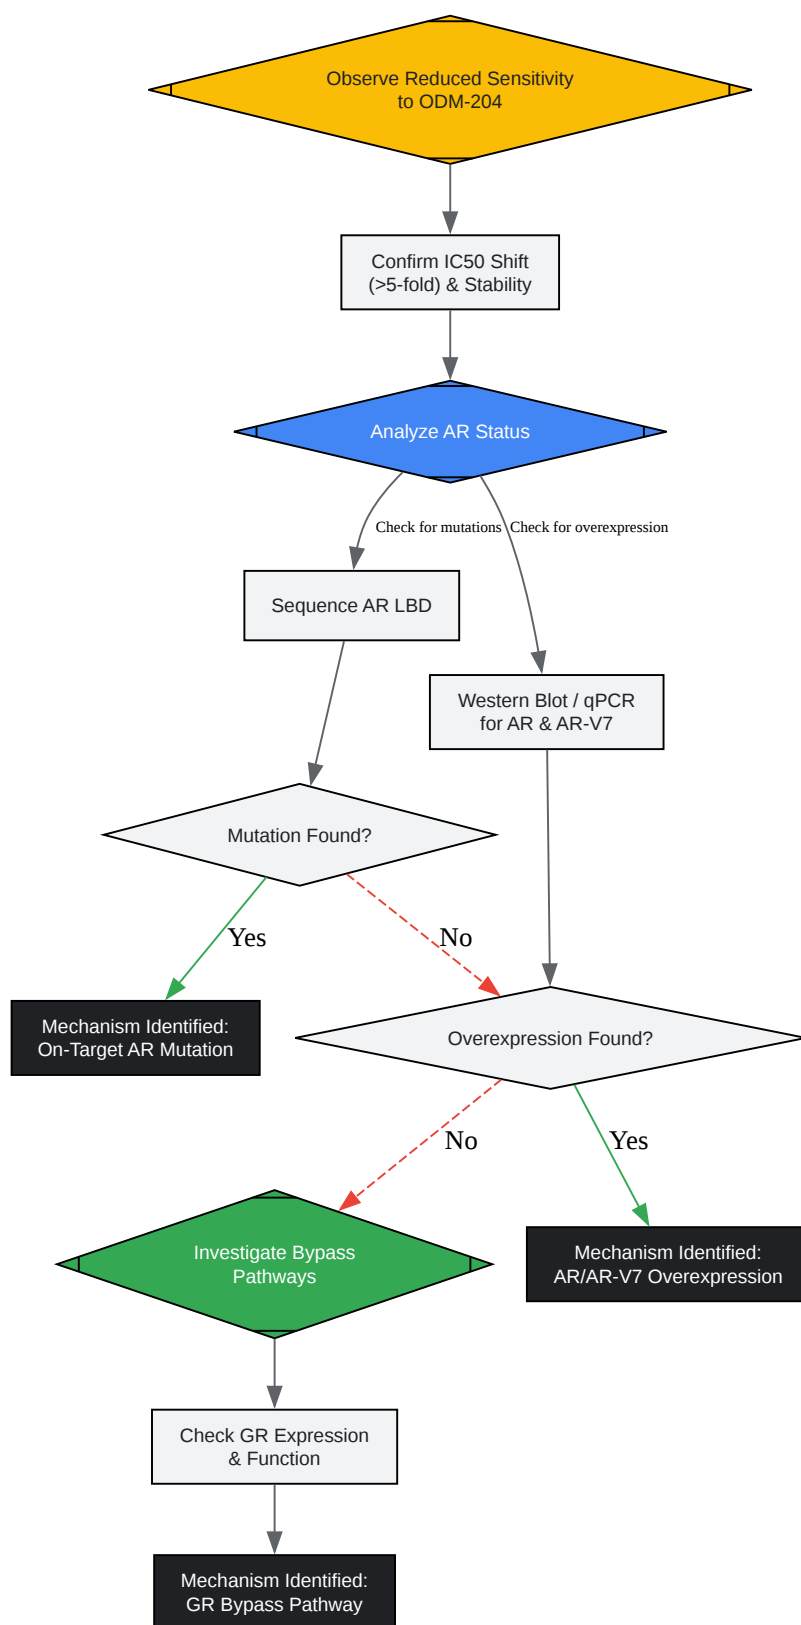 Observe Reduced Sensitivity
to ODM-204
Confirm IC50 Shift
(>5-fold) & Stability
Analyze AR Status
Check for mutations
Check for overexpression
Sequence AR LBD
Western Blot / qPCR
for AR & AR-V7
Mutation Found?
Yes
No
Mechanism Identified:
On-Target AR Mutation
Overexpression Found?
No
Yes
Investigate Bypass
Pathways
Mechanism Identified:
AR/AR-V7 Overexpression
Check GR Expression
& Function
Mechanism Identified:
GR Bypass Pathway